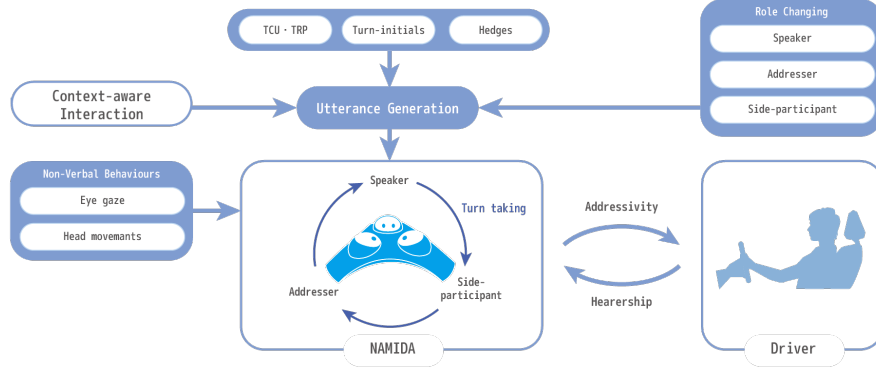 TCU・TRP
Turn-initials
Hedges
Role Changing
Speaker
Addresser
Side-participant
Context-aware
Interaction
Utterance Generation
Non-Verbal Behaviours
Eye gaze
Head movemants
Speaker
Turn taking
Addresser
Side-
participant
NAMIDA
Addressivity
Hearership
Driver